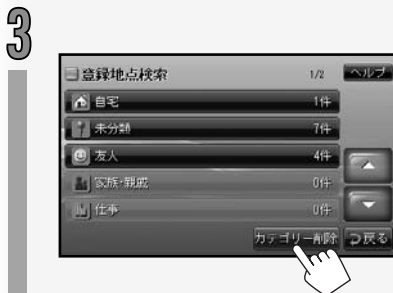 3
登録地点検索 1/2 ヘルプ
自宅 1件
未分類 7件
友人 4件
家族・親戚 0件
仕事 0件
カテゴリー削除 戻る